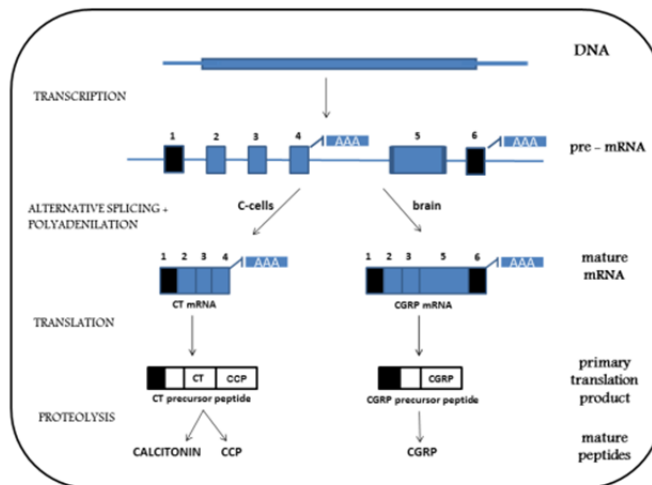 DNA
TRANSCRIPTION
1 2 3 4 AAA 5 6 AAA
pre - mRNA
C-cells brain
ALTERNATIVE SPLICING +
POLYADENILATION
1 2 3 4 AAA
1 2 3 5 6 AAA
mature
mRNA
CT mRNA
CGRP mRNA
TRANSLATION
CT CCP
CGRP
primary
translation
product
CT precursor peptide
CGRP precursor peptide
PROTEOLYSIS
mature
peptides
CALCITONIN CCP
CGRP